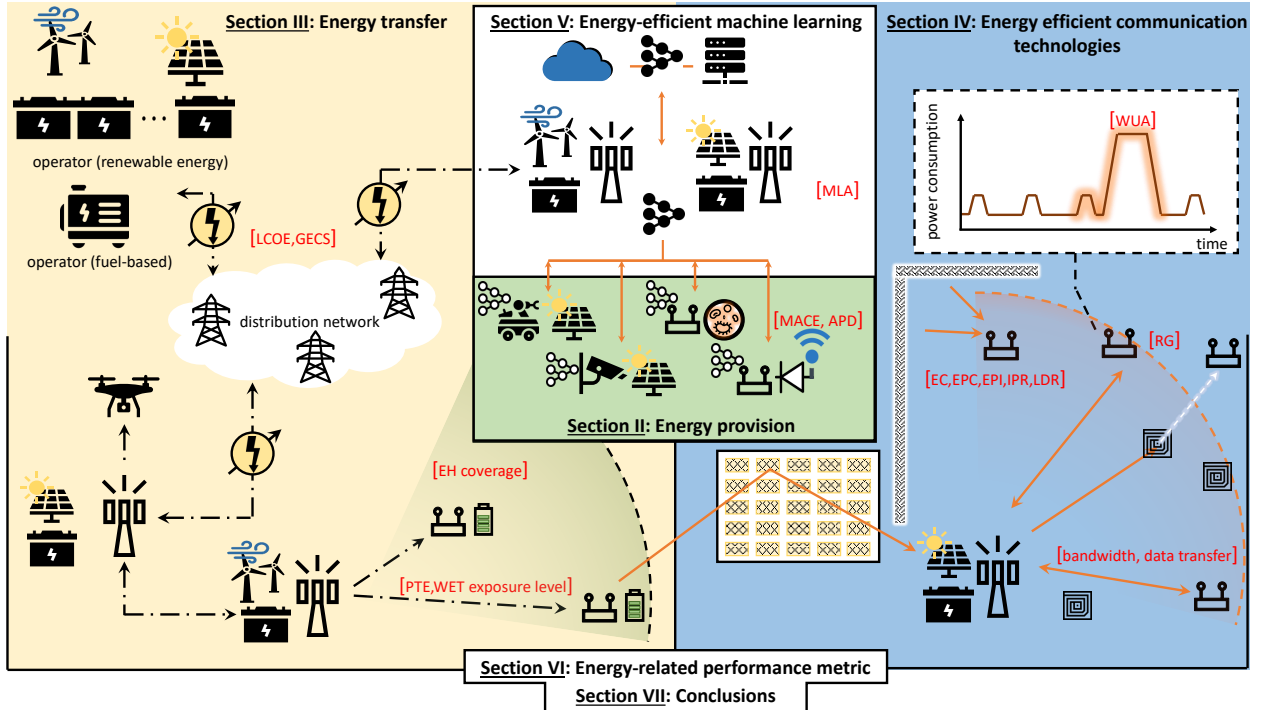 Section III: Energy transfer
Section V: Energy-efficient machine learning
Section IV: Energy efficient communication
technologies
operator (renewable energy)
operator (fuel-based)
[LCOE,GECS]
distribution network
[MLA]
[MACE, APD]
Section II: Energy provision
[WUA]
power consumption
time
[RG]
[EC,EPC,EPI,IPR,LDR]
[EH coverage]
[PTE,WET exposure level]
[bandwidth, data transfer]
Section VI: Energy-related performance metric
Section VII: Conclusions